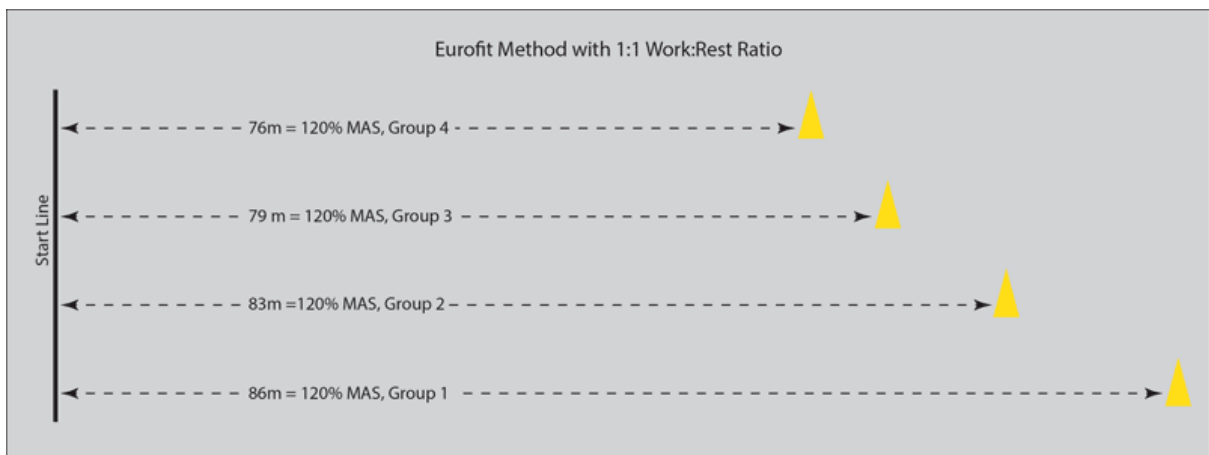 Eurofit Method with 1:1 Work:Rest Ratio
76m = 120% MAS, Group 4
79 m = 120% MAS, Group 3
Start Line
83m =120% MAS, Group 2
86m = 120% MAS, Group 1